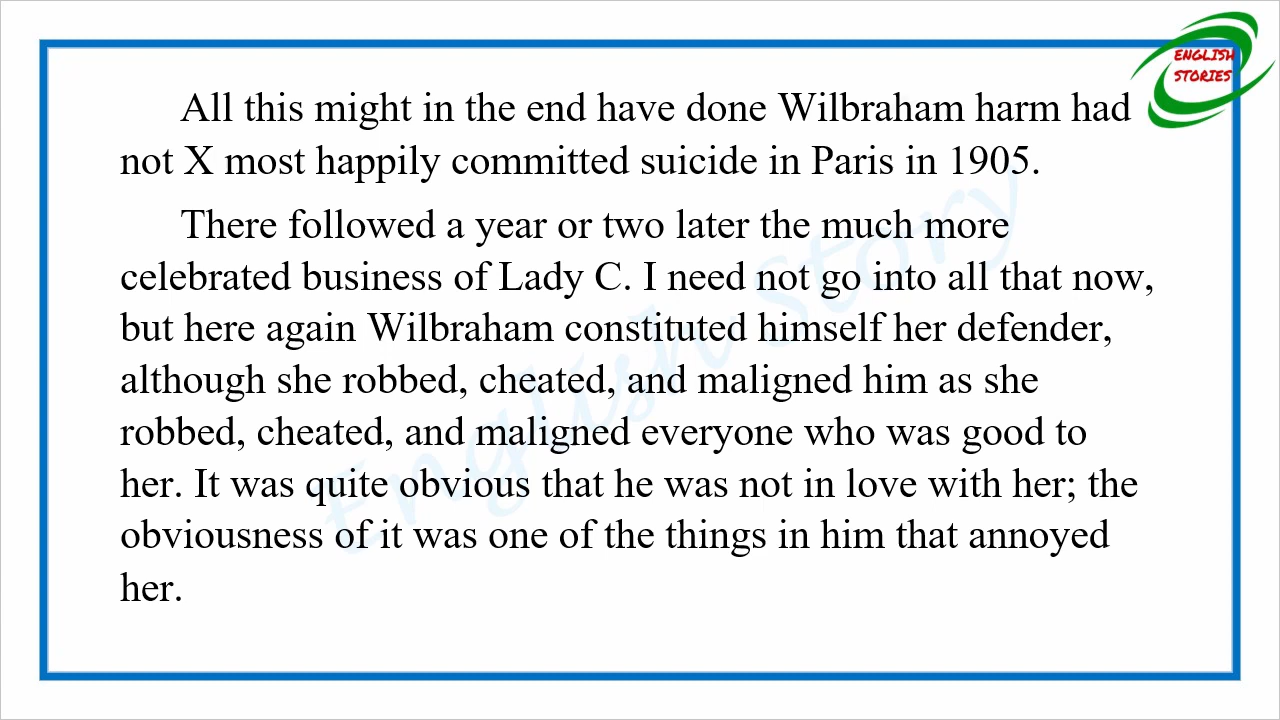 ENGLISH
STORIES
All this might in the end have done Wilbraham harm had
not X most happily committed suicide in Paris in 1905.
There followed a year or two later the much more
celebrated business of Lady C. I need not go into all that now,
but here again Wilbraham constituted himself her defender,
although she robbed, cheated, and maligned him as she
robbed, cheated, and maligned everyone who was good to
her. It was quite obvious that he was not in love with her; the
obviousness of it was one of the things in him that annoyed
her.
English Story